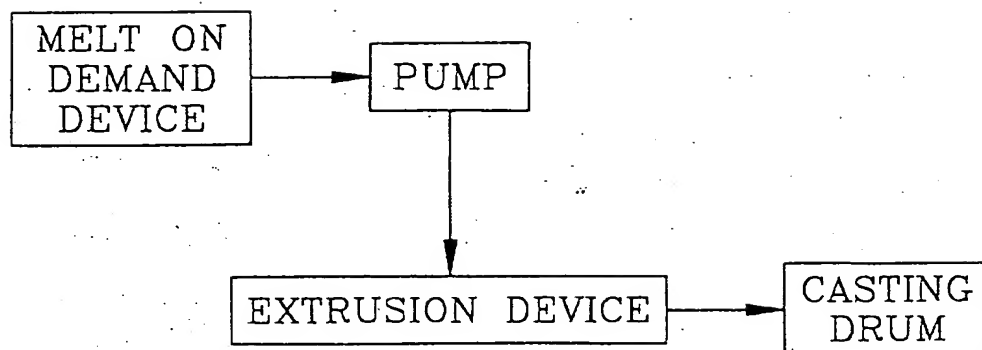 MELT ON
DEMAND
DEVICE
PUMP
EXTRUSION DEVICE
CASTING
DRUM